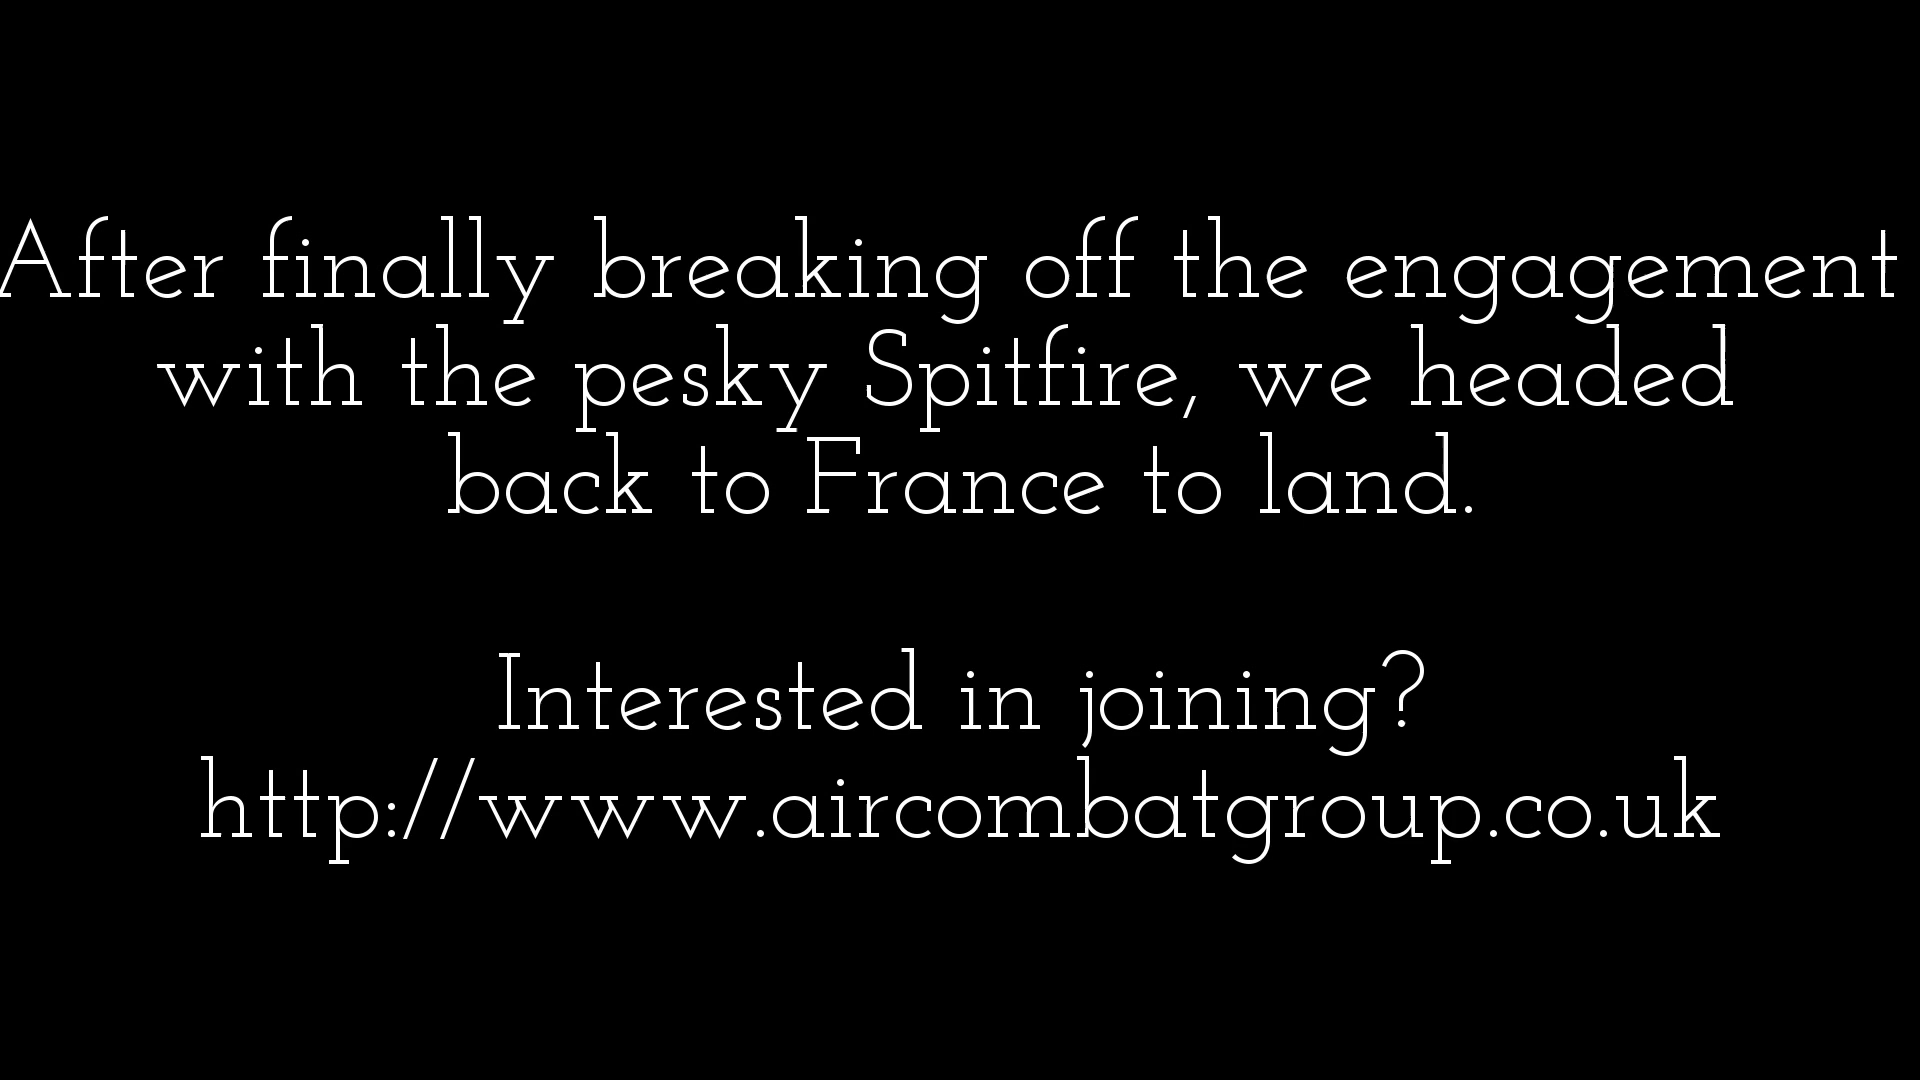 After finally breaking off the engagement
with the pesky Spitfire, we headed
back to France to land.
Interested in joining?
http://www.aircombatgroup.co.uk